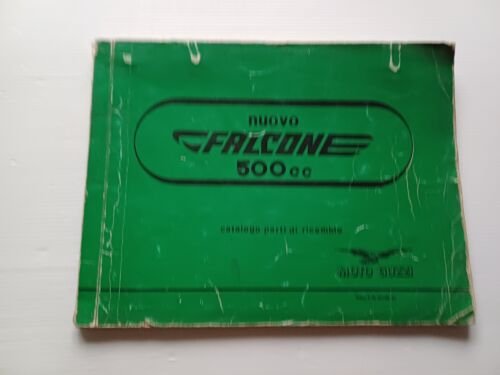 nuovo
FALCONE
500cc
catalogo parti di ricambio
MOTO GUZZI